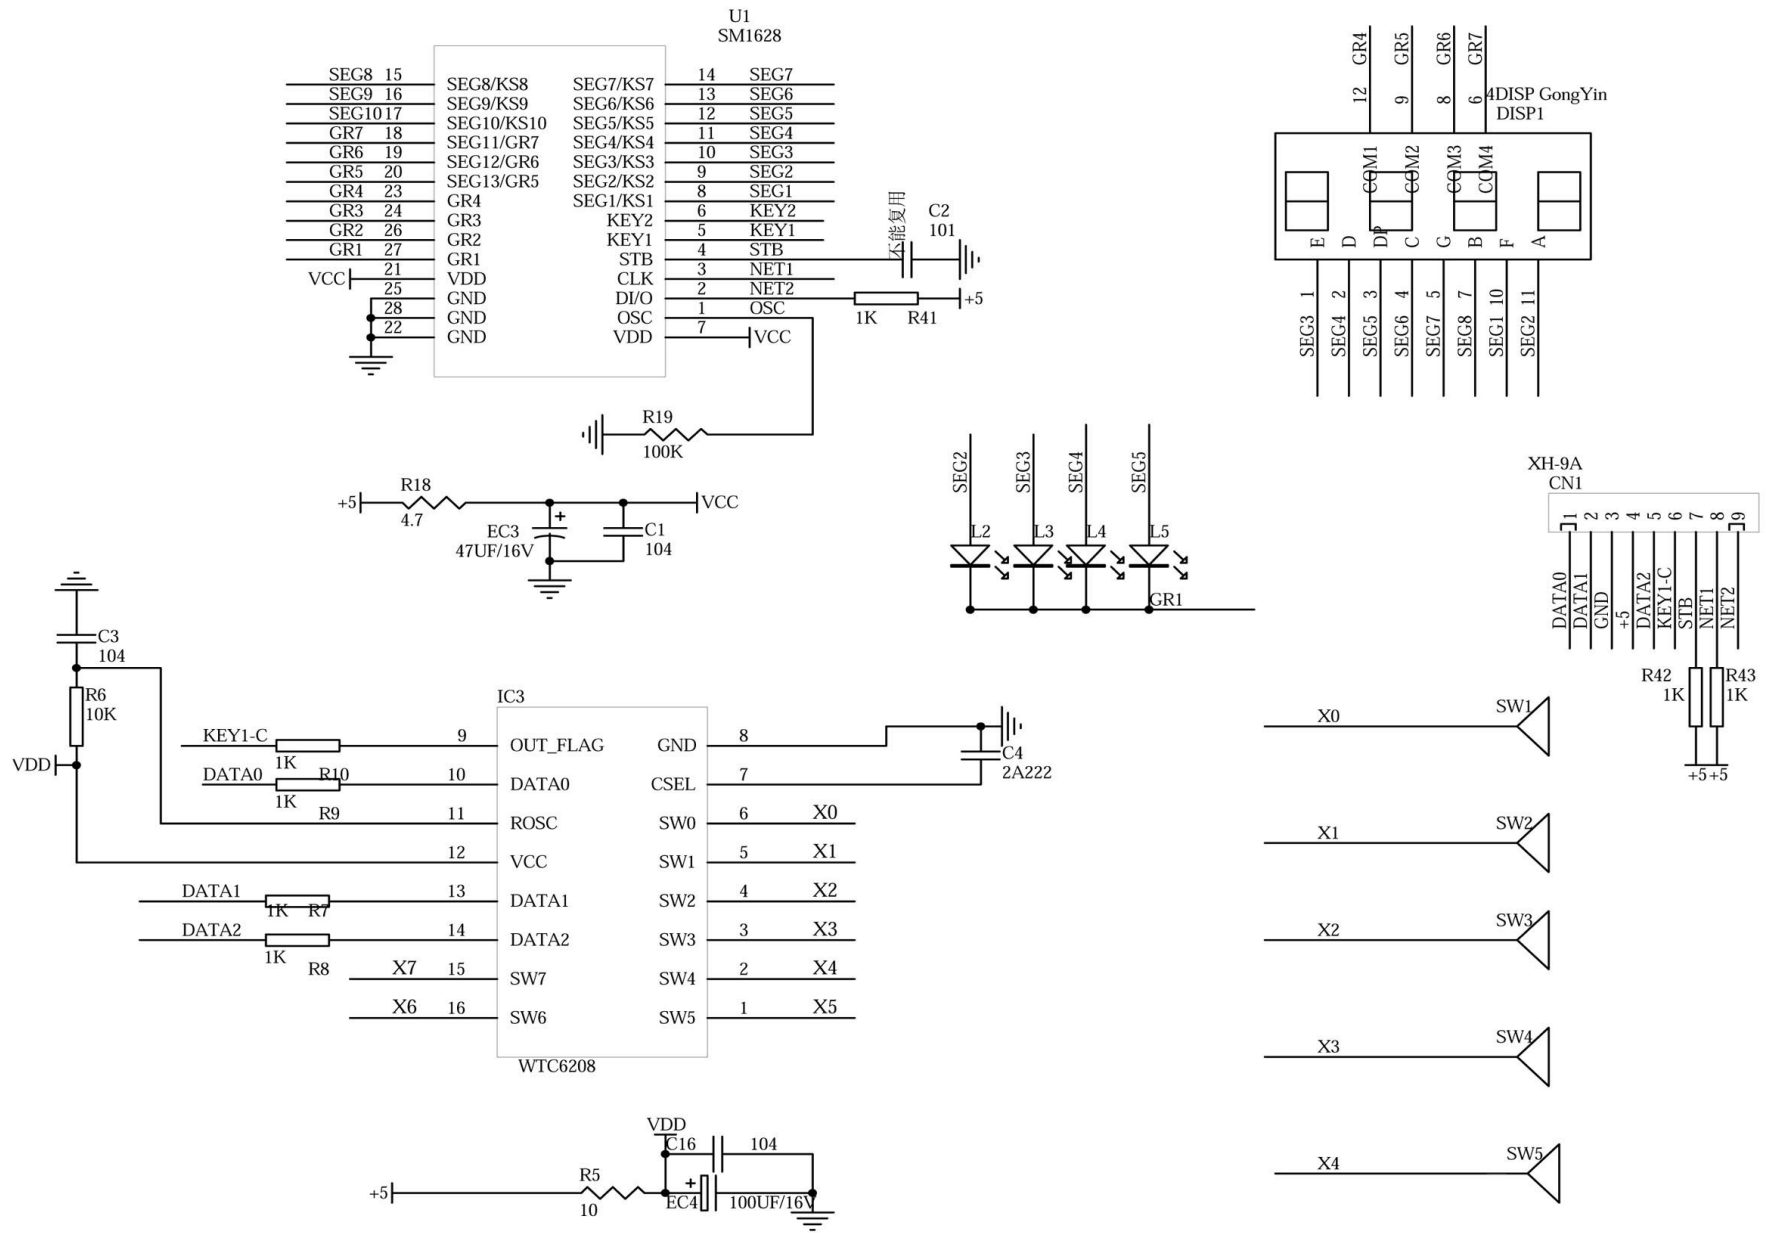 U1
SM1628
SEG8 15 SEG8/KS8 SEG7/KS7 14 SEG7
SEG9 16 SEG9/KS9 SEG6/KS6 13 SEG6
SEG10 17 SEG10/KS10 SEG5/KS5 12 SEG5
GR7 18 SEG11/GR7 SEG4/KS4 11 SEG4
GR6 19 SEG12/GR6 SEG3/KS3 10 SEG3
GR5 20 SEG13/GR5 SEG2/KS2 9 SEG2
GR4 23 GR4 SEG1/KS1 8 SEG1
GR3 24 GR3 KEY2 6 KEY2
GR2 26 GR2 KEY1 5 KEY1
GR1 27 GR1 STB 4 STB
VCC 21 VDD CLK 3 NET1
25 GND DI/O 2 NET2
28 GND OSC 1 OSC
22 GND VDD 7 VCC
不能复用
C2
101
1K R41 +5
R19
100K
+5 R18 VCC
4.7
EC3
47UF/16V
C1
104
GR4 GR5 GR6 GR7
12 9 8 6
4DISP GongYin
DISP1
COM1 COM2 COM3 COM4
E D DP C G B F A
1 2 3 4 5 7 10 11
SEG3 SEG4 SEG5 SEG6 SEG7 SEG8 SEG1 SEG2
SEG2 SEG3 SEG4 SEG5
L2 L3 L4 L5
GR1
XH-9A
CN1
1 2 3 4 5 6 7 8 9
DATA0 DATA1 GND +5 DATA2 KEY1-C STB NET1 NET2
R42 R43
1K 1K
+5 +5
C3
104
R6
10K
VDD
IC3
KEY1-C 9 OUT_FLAG GND 8
1K R10
DATA0 10 DATA0 CSEL 7
1K R9
11 ROSC SW0 6 X0
12 VCC SW1 5 X1
DATA1 13 DATA1 SW2 4 X2
1K R7
DATA2 14 DATA2 SW3 3 X3
1K R8
X7 15 SW7 SW4 2 X4
X6 16 SW6 SW5 1 X5
WTC6208
C4
2A222
X0 SW1
X1 SW2
X2 SW3
X3 SW4
X4 SW5
VDD
C16 104
+5 R5
10
EC4 100UF/16V
+
+